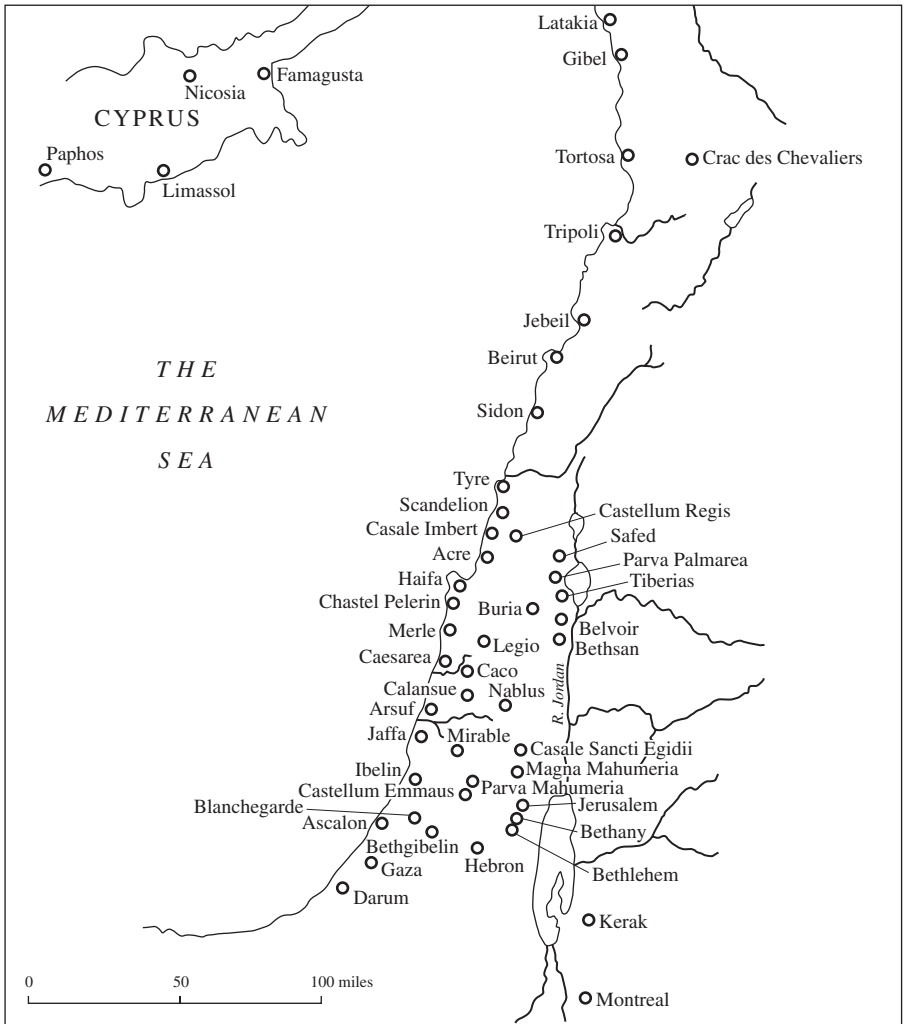 Latakia
Gibel
Nicosia
Famagusta
CYPRUS
Paphos
Limassol
Tortosa
Crac des Chevaliers
Tripoli
Jebeil
Beirut
THE
MEDITERRANEAN
SEA
Sidon
Tyre
Scandelion
Castellum Regis
Casale Imbert
Safed
Acre
Parva Palmarea
Haifa
Tiberias
Chastel Pelerin
Buria
Merle
Belvoir
Legio
Bethsan
Caesarea
Caco
Calansue
Nablus
R. Jordan
Arsuf
Jaffa
Mirable
Casale Sancti Egidii
Ibelin
Magna Mahumeria
Castellum Emmaus
Parva Mahumeria
Blanchegarde
Jerusalem
Ascalon
Bethany
Bethgibelin
Hebron
Gaza
Bethlehem
Darum
Kerak
0 50 100 miles
Montreal